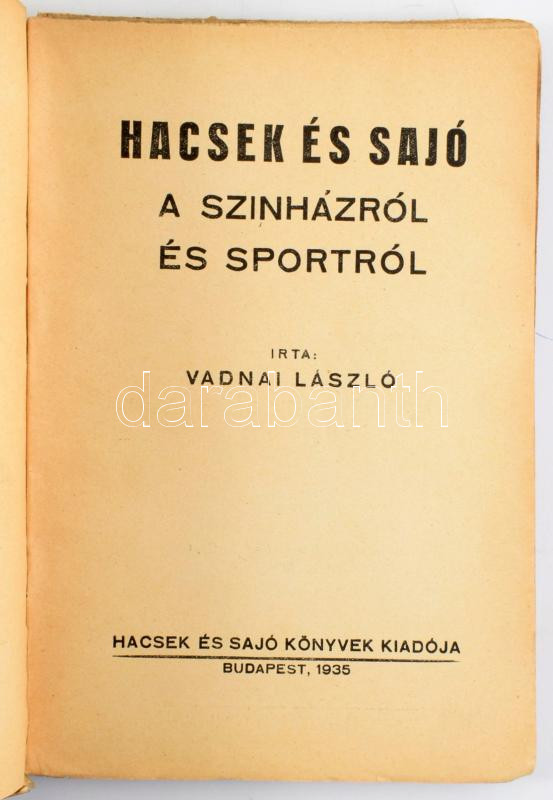 HACSEK ÉS SAJÓ
A SZINHÁZRÓL
ÉS SPORTRÓL
IRTA:
VADNAI LÁSZLÓ
darabanth
HACSEK ÉS SAJÓ KÖNYVEK KIADÓJA
BUDAPEST, 1935